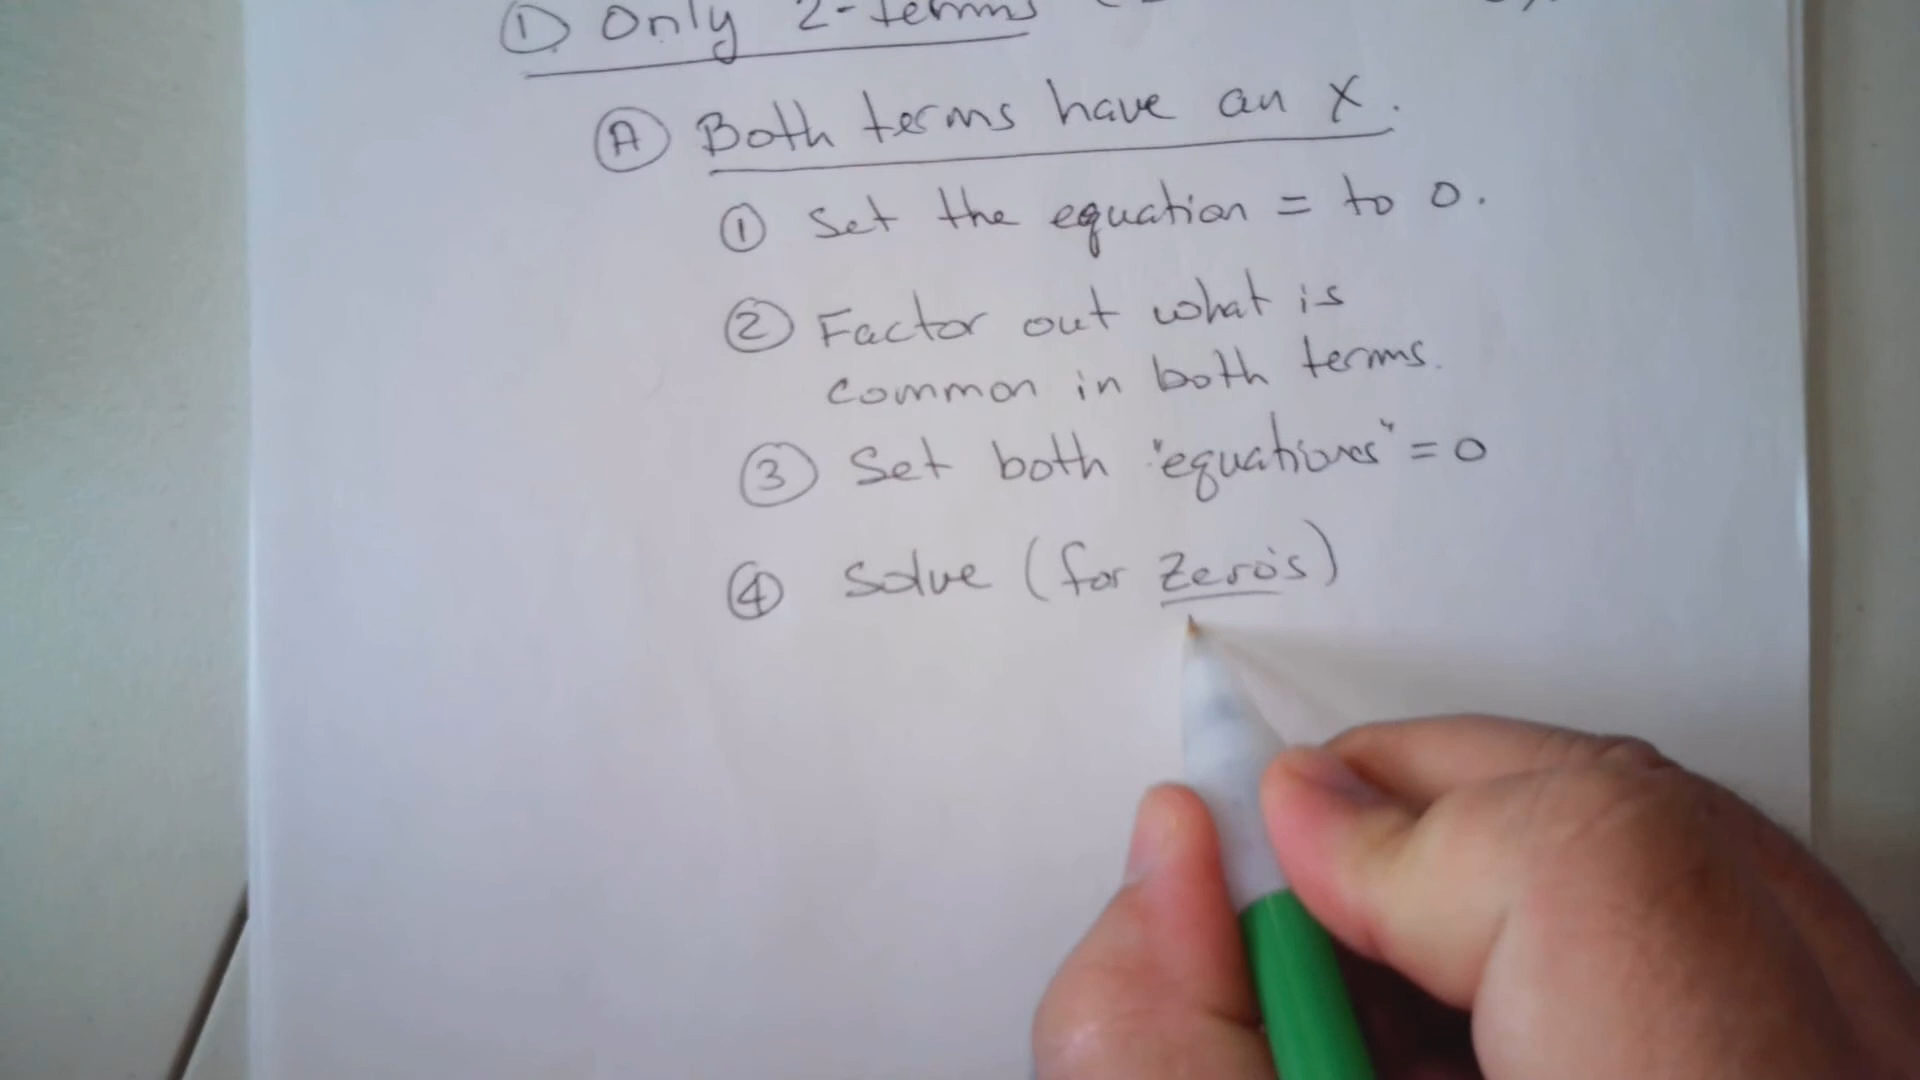 ① Only 2-terms
Ⓐ Both terms have an x.
① Set the equation = to 0.
② Factor out what is
common in both terms.
③ Set both "equations" = 0
④ Solve (for Zero's)